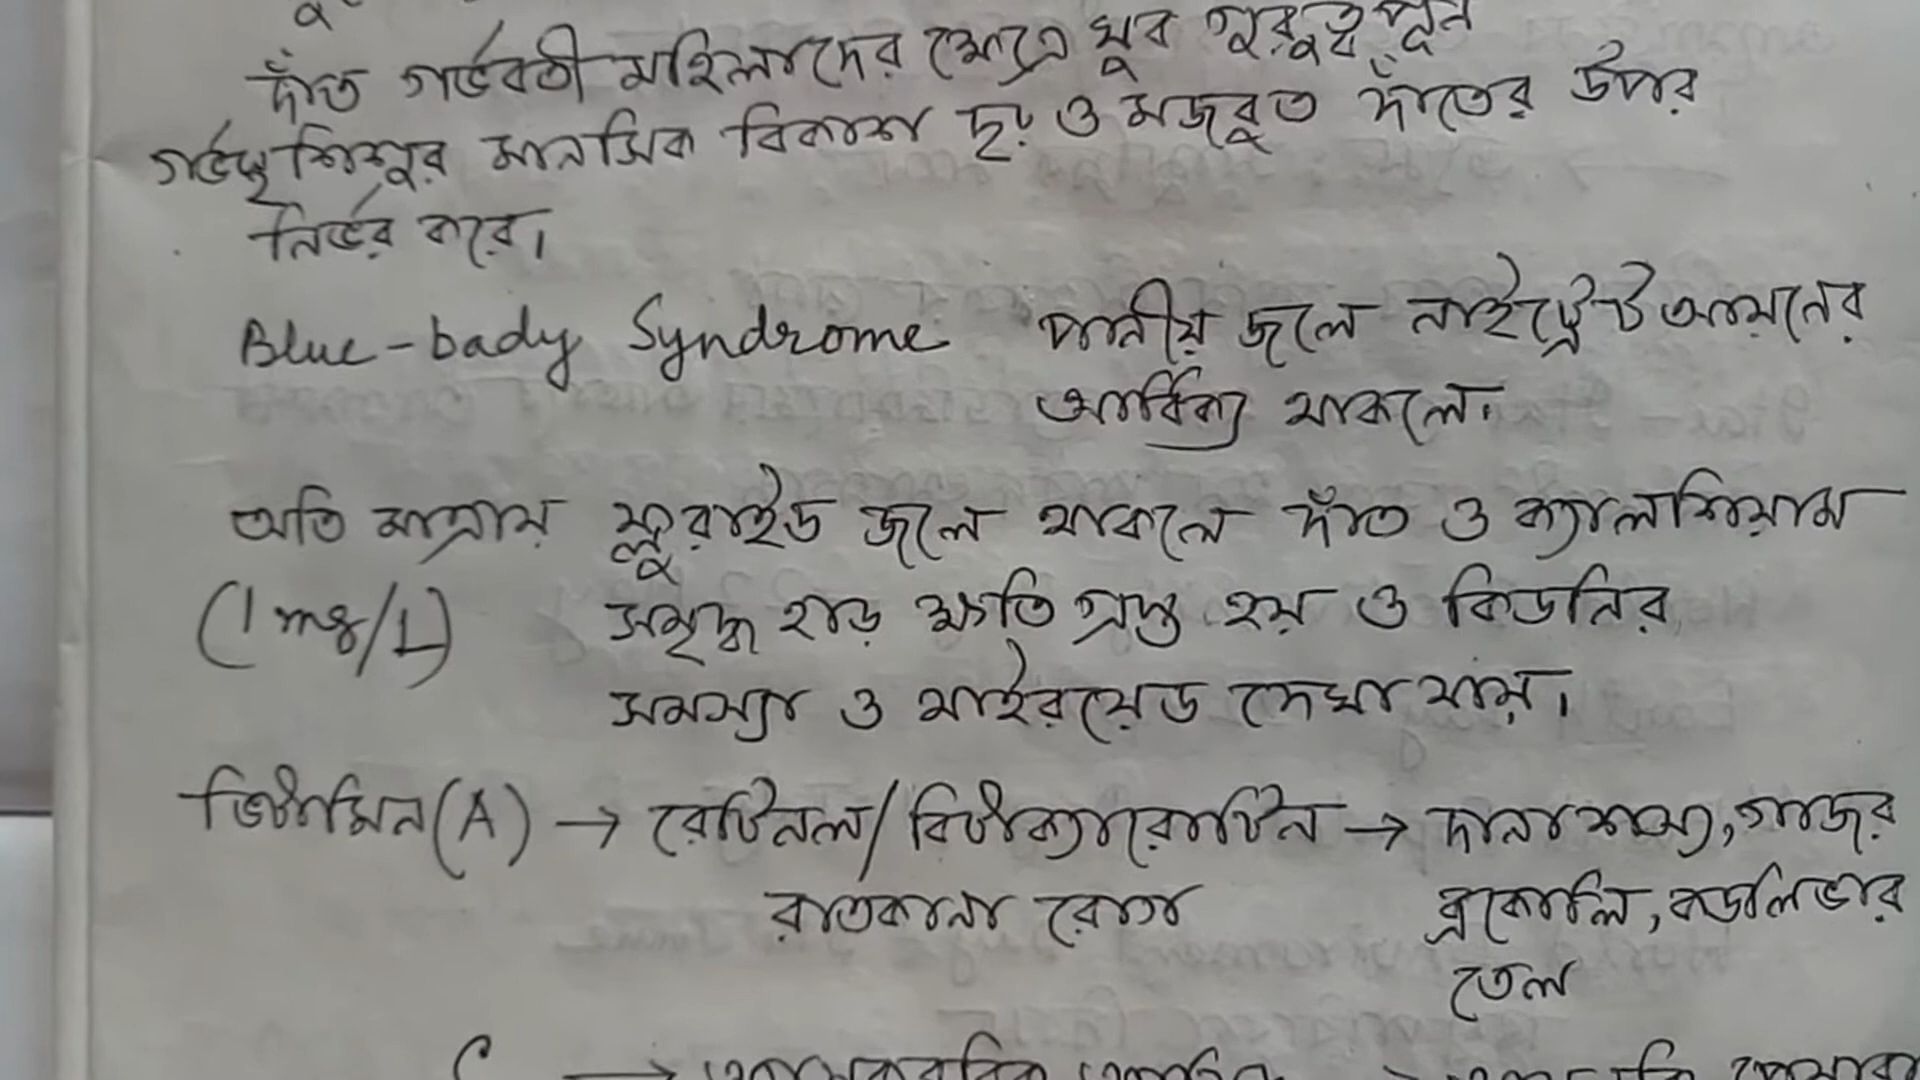 দাঁত গর্ভবতী মহিলাদের ক্ষেত্রে খুব গুরুত্বপূর্ন
গর্ভস্থ শিশুর মানসিক বিকাশ দৃঢ় ও মজবুত দাঁতের উপর
নির্ভর করে।
Blue-bady Syndrome পানীয় জলে নাইট্রেট আয়নের
আধিক্য থাকলে।
অতি মাত্রায় ফ্লুরাইড জলে থাকলে দাঁত ও ক্যালশিয়াম
(1 mg/L) সমৃদ্ধ হাড় ক্ষতি গ্রস্ত হয় ও কিডনির
সমস্যা ও থাইরয়েড দেখা যায়।
ভিটামিন (A) → রেটিনল/বিটাক্যারোটিন → দানাশস্য, গাজর
রাতকানা রোগ ব্রকোলি, কডলিভার
তেল
C →